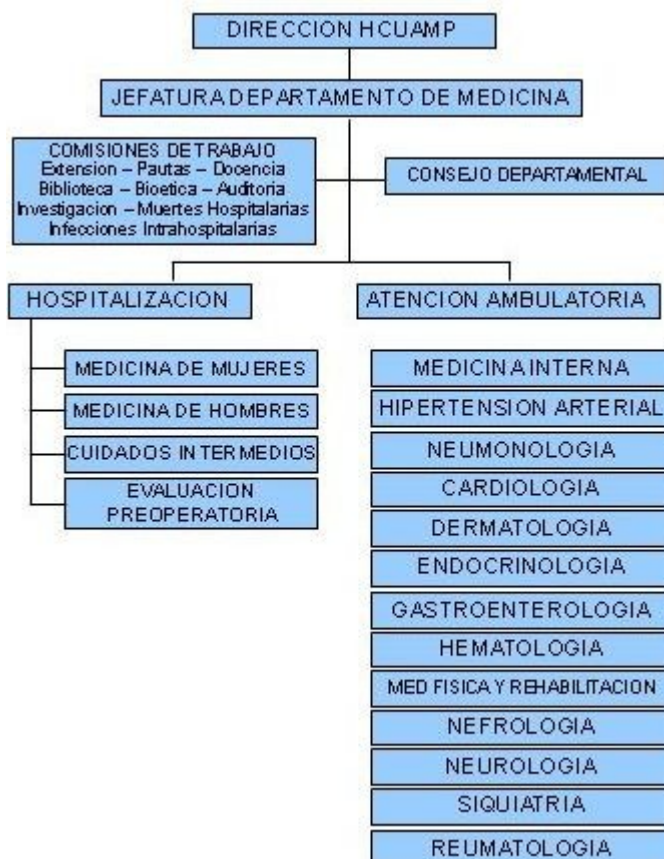 DIRECCION HCUAMP
JEFATURA DEPARTAMENTO DE MEDICINA
COMISIONES DE TRABAJO
Extension – Pautas – Docencia
Biblioteca – Bioetica – Auditoria
Investigacion – Muertes Hospitalarias
Infecciones Intrahospitalarias
CONSEJO DEPARTAMENTAL
HOSPITALIZACION
MEDICINA DE MUJERES
MEDICINA DE HOMBRES
CUIDADOS INTERMEDIOS
EVALUACION
PREOPERATORIA
ATENCION AMBULATORIA
MEDICINA INTERNA
HIPERTENSION ARTERIAL
NEUMONOLOGIA
CARDIOLOGIA
DERMATOLOGIA
ENDOCRINOLOGIA
GASTROENTEROLOGIA
HEMATOLOGIA
MED FISICA Y REHABILITACION
NEFROLOGIA
NEUROLOGIA
SIQUIATRIA
REUMATOLOGIA